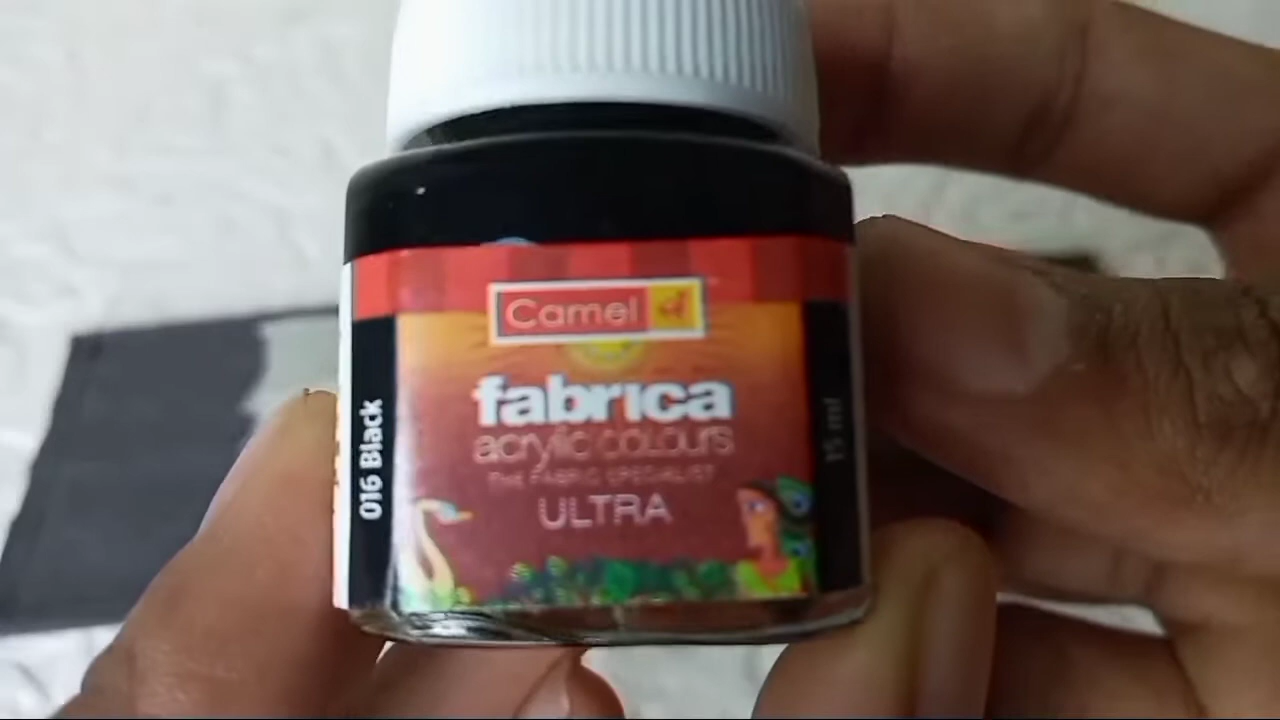 Camel
fabrica
acrylic colours
THE FABRIC SPECIALIST
ULTRA
016 Black
15 ml